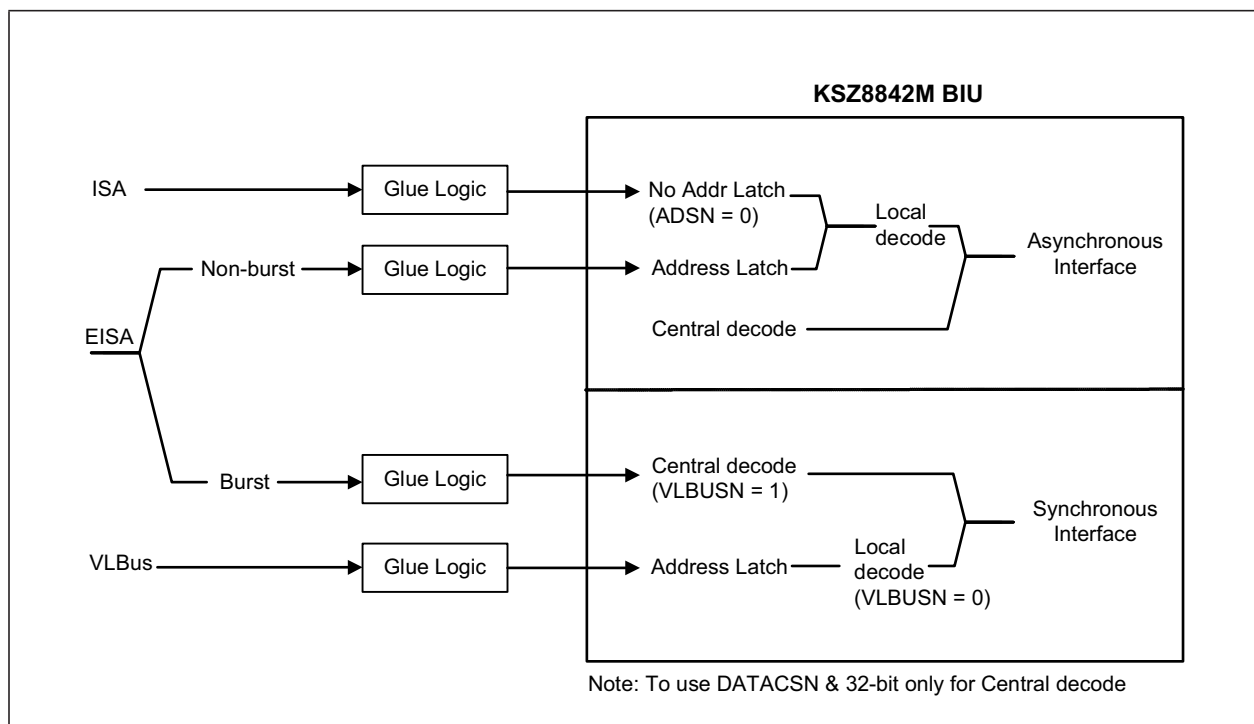 KSZ8842M BIU
ISA
Glue Logic
No Addr Latch
(ADSN = 0)
Local
decode
Asynchronous
Interface
EISA
Non-burst
Glue Logic
Address Latch
Central decode
Burst
Glue Logic
Central decode
(VLBUSN = 1)
Synchronous
Interface
VLBus
Glue Logic
Address Latch
Local
decode
(VLBUSN = 0)
Note: To use DATACSN & 32-bit only for Central decode